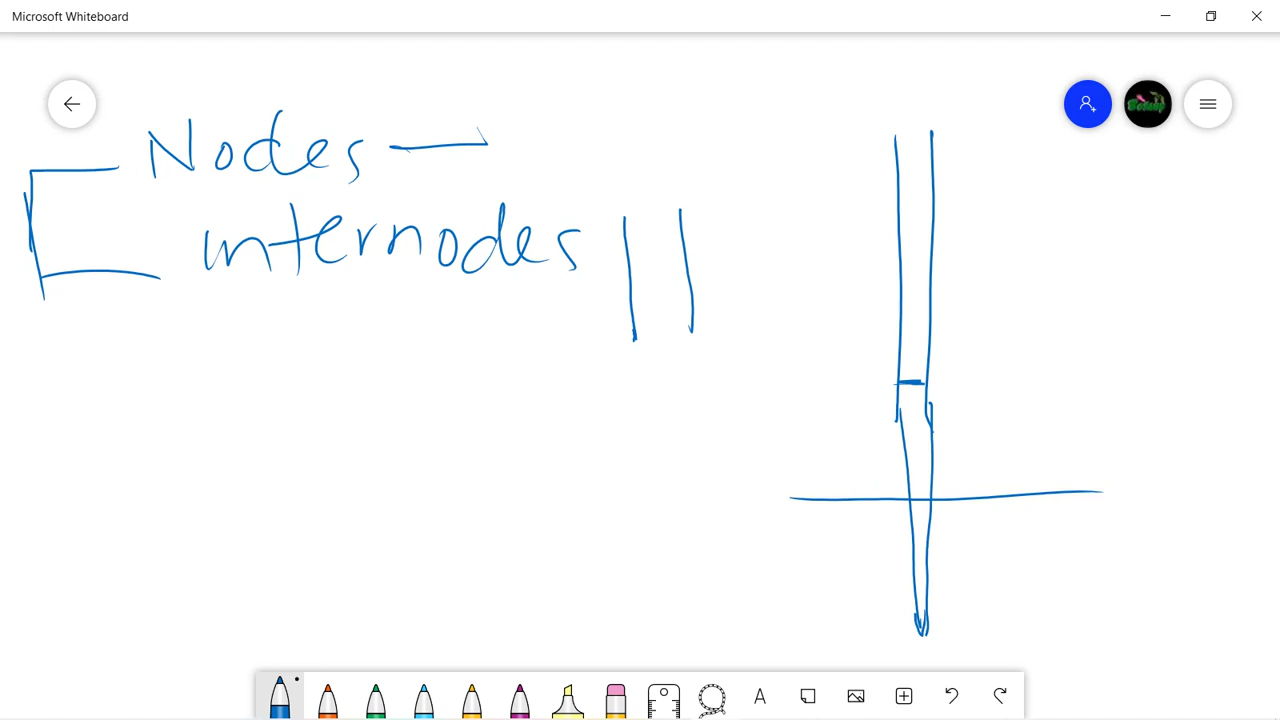 Microsoft Whiteboard
Nodes —
internodes
A